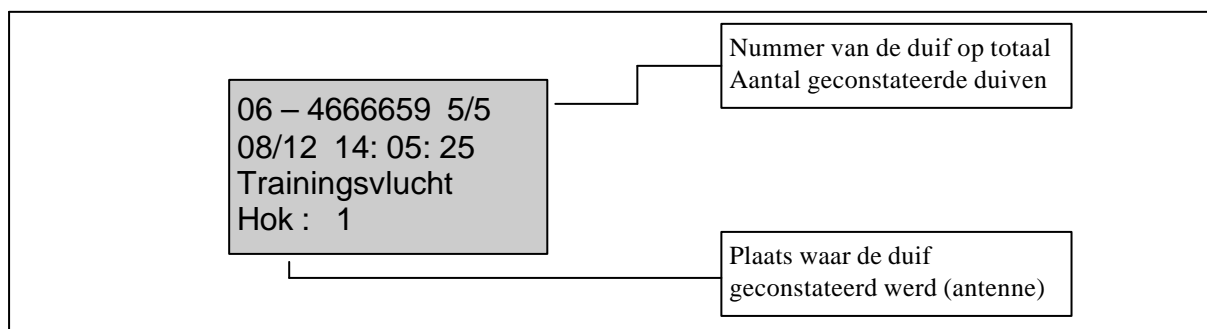 Nummer van de duif op totaal
Aantal geconstateerde duiven
06 – 4666659 5/5
08/12 14: 05: 25
Trainingsvlucht
Hok : 1
Plaats waar de duif
geconstateerd werd (antenne)